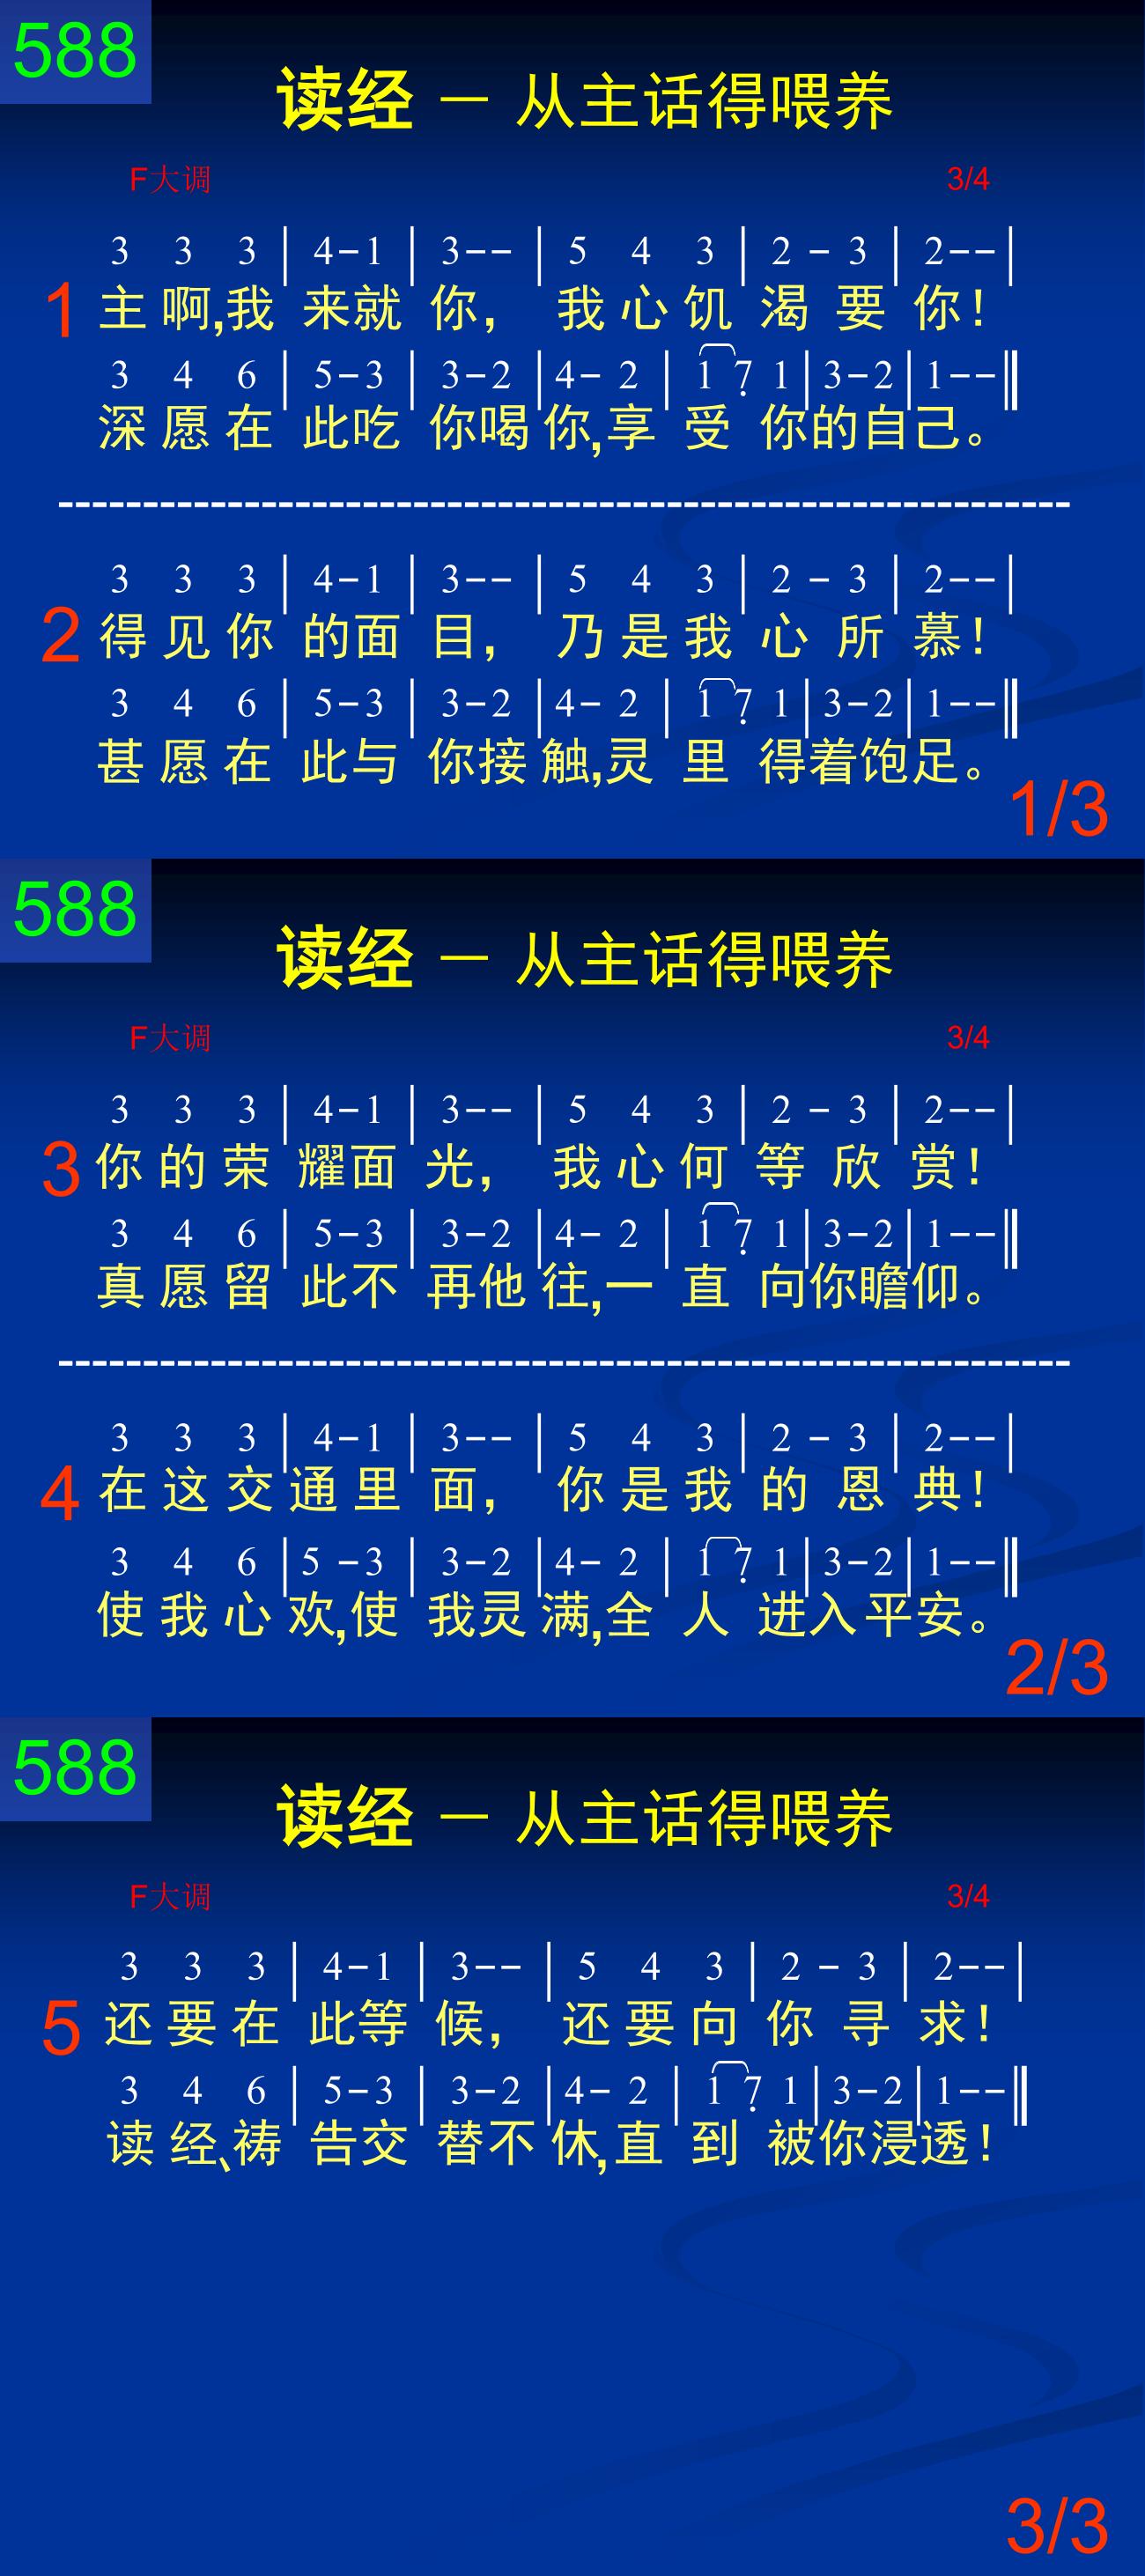 588
读经 － 从主话得喂养
F大调 3/4
3 3 3 | 4-1 | 3-- | 5 4 3 | 2 - 3 | 2-- |
1 主啊,我来就你, 我心饥渴要你!
3 4 6 | 5-3 | 3-2 | 4- 2 | 1 7 1 | 3-2 | 1-- ‖
深愿在此吃你喝你,享受你的自己。
--------------------------------------------------------------
3 3 3 | 4-1 | 3-- | 5 4 3 | 2 - 3 | 2-- |
2 得见你的面目, 乃是我心所慕!
3 4 6 | 5-3 | 3-2 | 4- 2 | 1 7 1 | 3-2 | 1-- ‖
甚愿在此与你接触,灵里得着饱足。
1/3
588
读经 － 从主话得喂养
F大调 3/4
3 3 3 | 4-1 | 3-- | 5 4 3 | 2 - 3 | 2-- |
3 你的荣耀面光, 我心何等欣赏!
3 4 6 | 5-3 | 3-2 | 4- 2 | 1 7 1 | 3-2 | 1-- ‖
真愿留此不再他往,一直向你瞻仰。
--------------------------------------------------------------
3 3 3 | 4-1 | 3-- | 5 4 3 | 2 - 3 | 2-- |
4 在这交通里面, 你是我的恩典!
3 4 6 | 5 -3 | 3-2 | 4- 2 | 1 7 1 | 3-2 | 1-- ‖
使我心欢,使我灵满,全人进入平安。
2/3
588
读经 － 从主话得喂养
F大调 3/4
3 3 3 | 4-1 | 3-- | 5 4 3 | 2 - 3 | 2-- |
5 还要在此等候, 还要向你寻求!
3 4 6 | 5-3 | 3-2 | 4- 2 | 1 7 1 | 3-2 | 1-- ‖
读经、祷告交替不休,直到被你浸透!
3/3